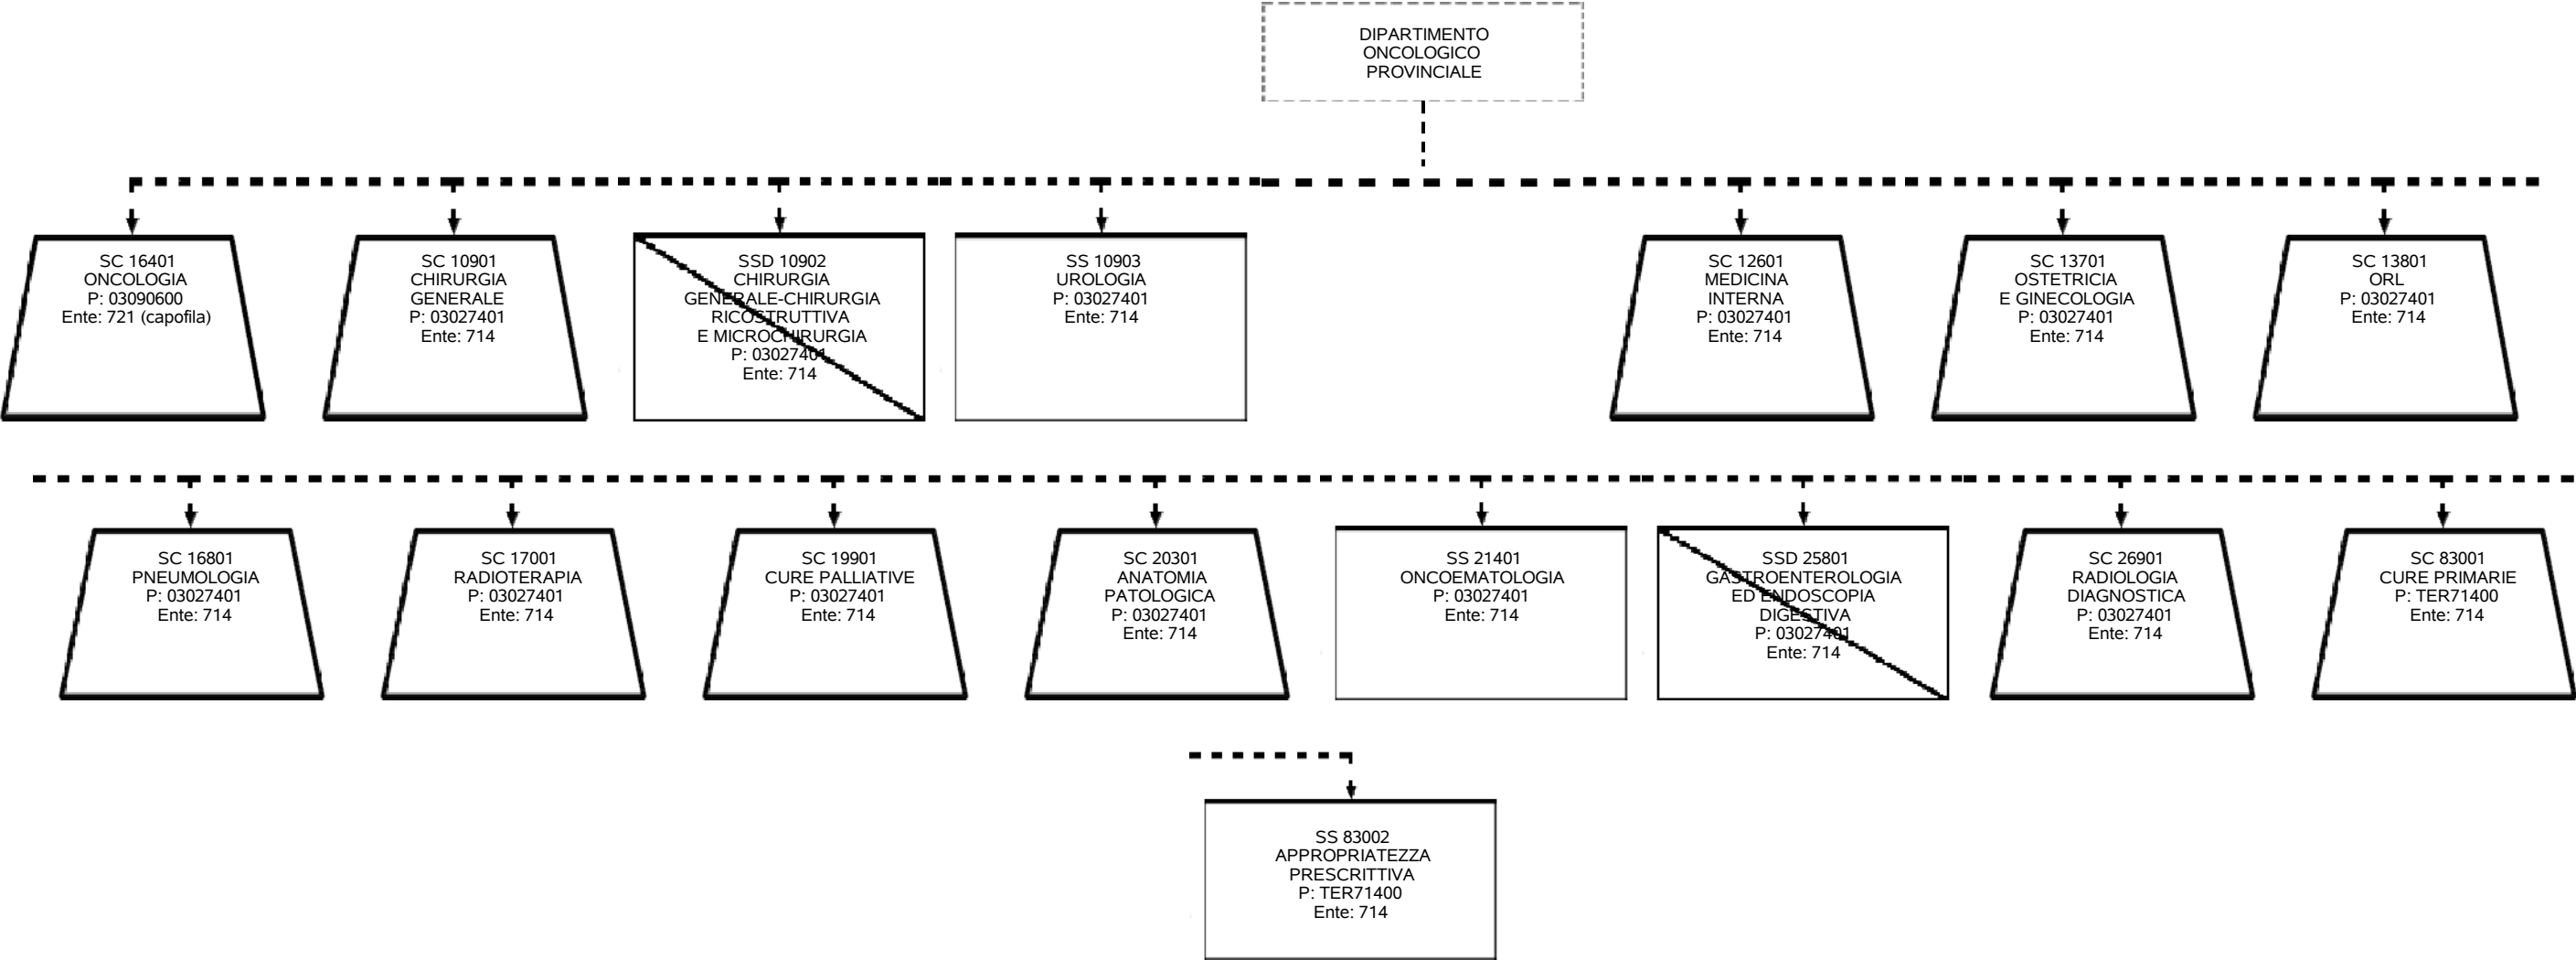 DIPARTIMENTO
ONCOLOGICO
PROVINCIALE
SC 16401
ONCOLOGIA
P: 03090600
Ente: 721 (capofila)
SC 10901
CHIRURGIA
GENERALE
P: 03027401
Ente: 714
SSD 10902
CHIRURGIA
GENERALE-CHIRURGIA
RICOSTRUTTIVA
E MICROCHIRURGIA
P: 03027401
Ente: 714
SS 10903
UROLOGIA
P: 03027401
Ente: 714
SC 12601
MEDICINA
INTERNA
P: 03027401
Ente: 714
SC 13701
OSTETRICIA
E GINECOLOGIA
P: 03027401
Ente: 714
SC 13801
ORL
P: 03027401
Ente: 714
SC 16801
PNEUMOLOGIA
P: 03027401
Ente: 714
SC 17001
RADIOTERAPIA
P: 03027401
Ente: 714
SC 19901
CURE PALLIATIVE
P: 03027401
Ente: 714
SC 20301
ANATOMIA
PATOLOGICA
P: 03027401
Ente: 714
SS 21401
ONCOEMATOLOGIA
P: 03027401
Ente: 714
SSD 25801
GASTROENTEROLOGIA
ED ENDOSCOPIA
DIGESTIVA
P: 03027401
Ente: 714
SC 26901
RADIOLOGIA
DIAGNOSTICA
P: 03027401
Ente: 714
SC 83001
CURE PRIMARIE
P: TER71400
Ente: 714
SS 83002
APPROPRIATEZZA
PRESCRITTIVA
P: TER71400
Ente: 714